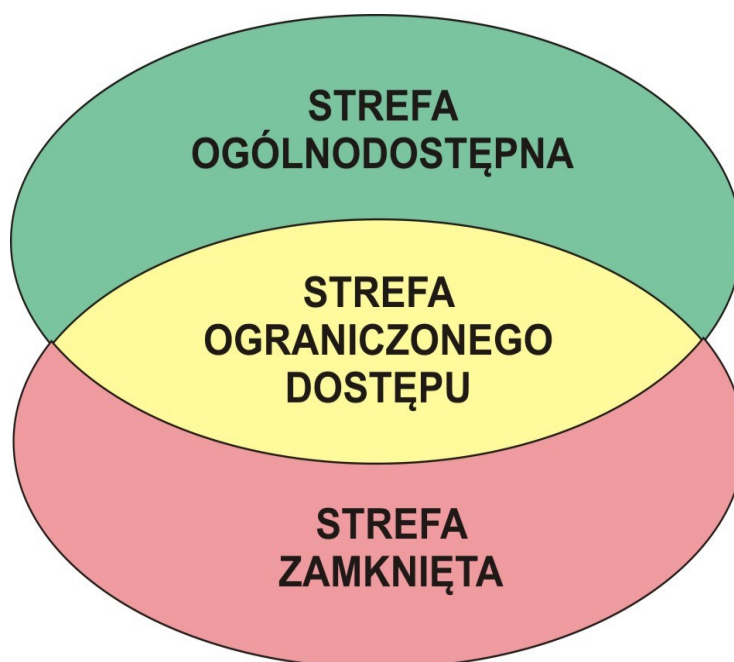 STREFA
OGÓLNODOSTĘPNA
STREFA
OGRANICZONEGO
DOSTĘPU
STREFA
ZAMKNIĘTA